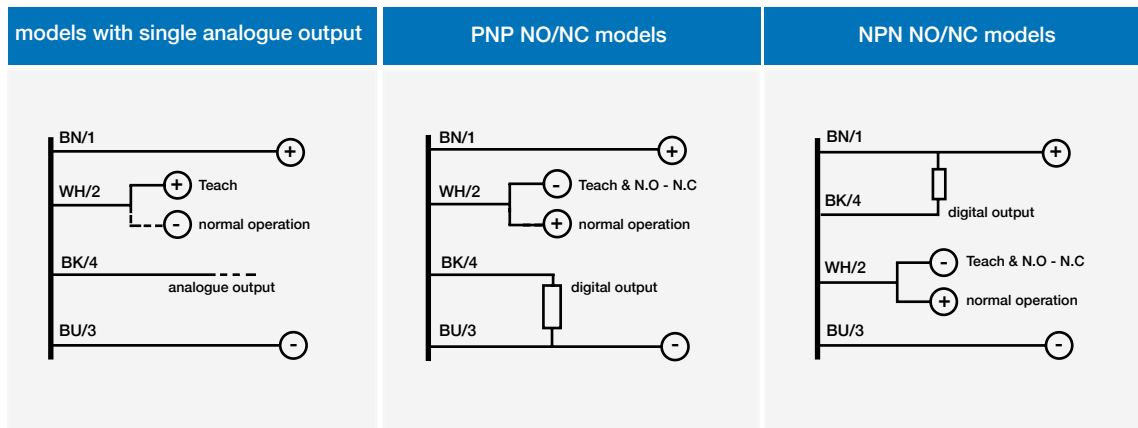 models with single analogue output
BN/1
+
WH/2
+ Teach
- normal operation
BK/4
analogue output
BU/3
-
PNP NO/NC models
BN/1
+
WH/2
- Teach & N.O - N.C
+ normal operation
BK/4
digital output
BU/3
-
NPN NO/NC models
BN/1
+
BK/4
digital output
WH/2
- Teach & N.O - N.C
+ normal operation
BU/3
-